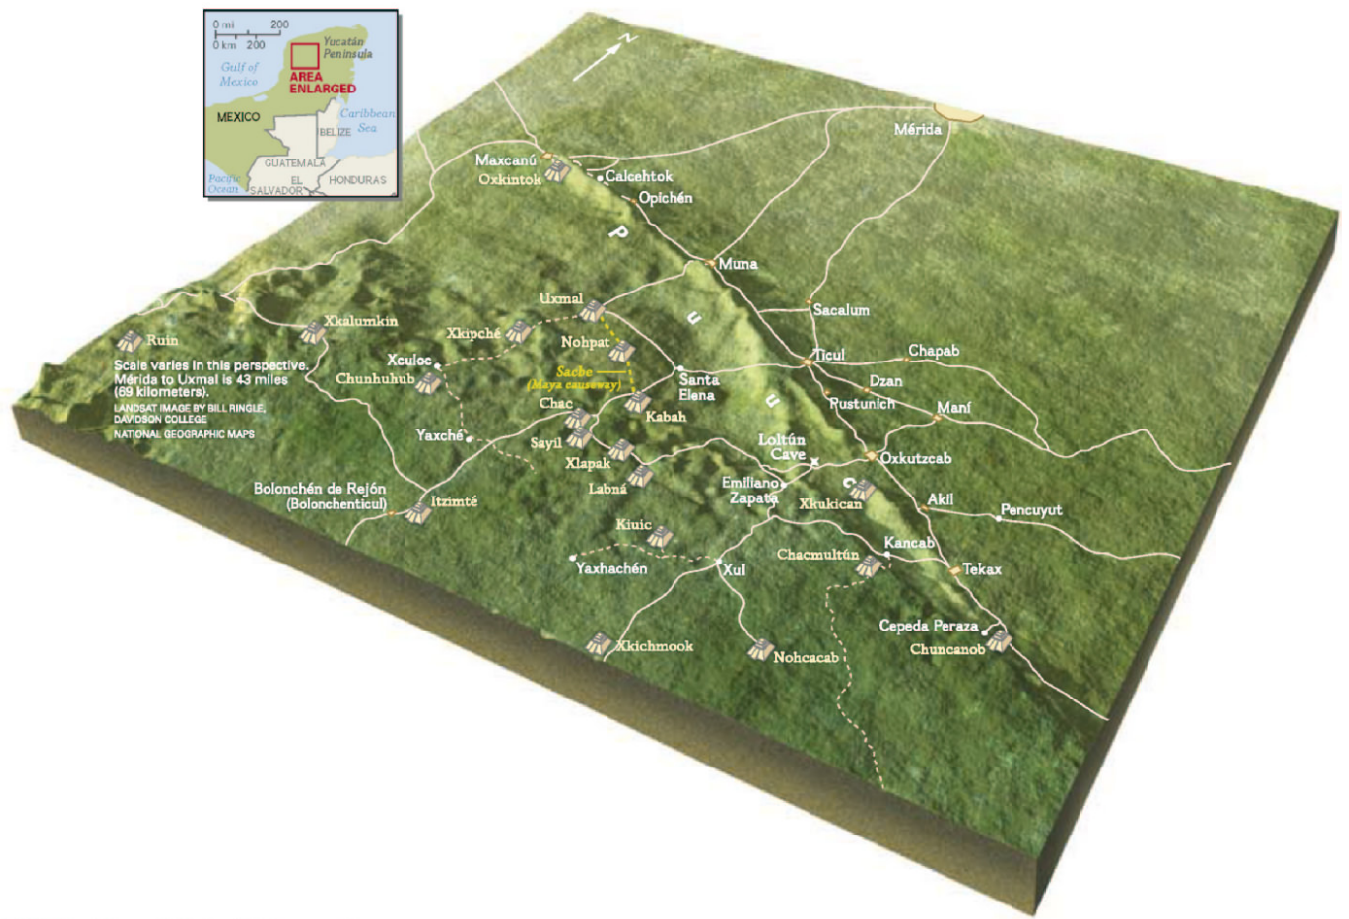 0 mi 200
0 km 200
Yucatán
Peninsula
Gulf of
Mexico
AREA
ENLARGED
MEXICO
Caribbean
Sea
BELIZE
GUATEMALA
Pacific
Ocean
EL
SALVADOR
HONDURAS
N
Mérida
Maxcanú
Oxkintok
Calcehtok
Opichén
P
u
u
c
Muna
Uxmal
Sacalum
Xkalumkin
Xkipché
Nohpat
Ruin
Ticul
Chapab
Xculoc
Chunhuhub
Sacbe
(Maya causeway)
Santa
Elena
Dzan
Pustunich
Maní
Scale varies in this perspective.
Mérida to Uxmal is 43 miles
(69 kilometers).
LANDSAT IMAGE BY BILL RINGLE,
DAVIDSON COLLEGE
NATIONAL GEOGRAPHIC MAPS
Chac
Kabah
Yaxché
Sayil
Xlapak
Labná
Loltún
Cave
Oxkutzcab
Emiliano
Zapata
Xkukican
Akil
Pencuyut
Bolonchén de Rejón
(Bolonchenticul)
Itzimté
Kiuic
Yaxhachén
Xul
Chacmultún
Kancab
Tekax
Cepeda Peraza
Chuncanob
Xkichmook
Nohcacab